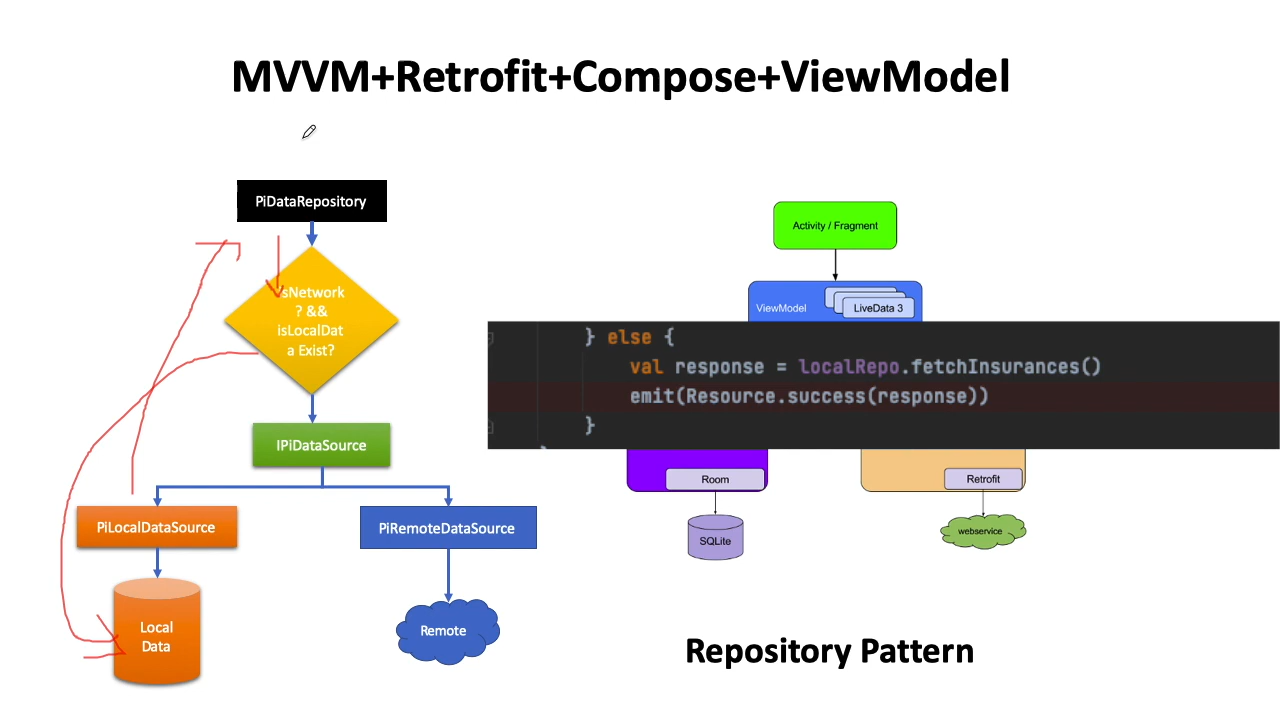 MVVM+Retrofit+Compose+ViewModel
PiDataRepository
sNetwork
? &&
isLocalDat
a Exist?
IPiDataSource
PiLocalDataSource
PiRemoteDataSource
Local
Data
Remote
Activity / Fragment
ViewModel
LiveData 3
} else {
val response = localRepo.fetchInsurances()
emit(Resource.success(response))
}
Room
Retrofit
SQLite
webservice
Repository Pattern